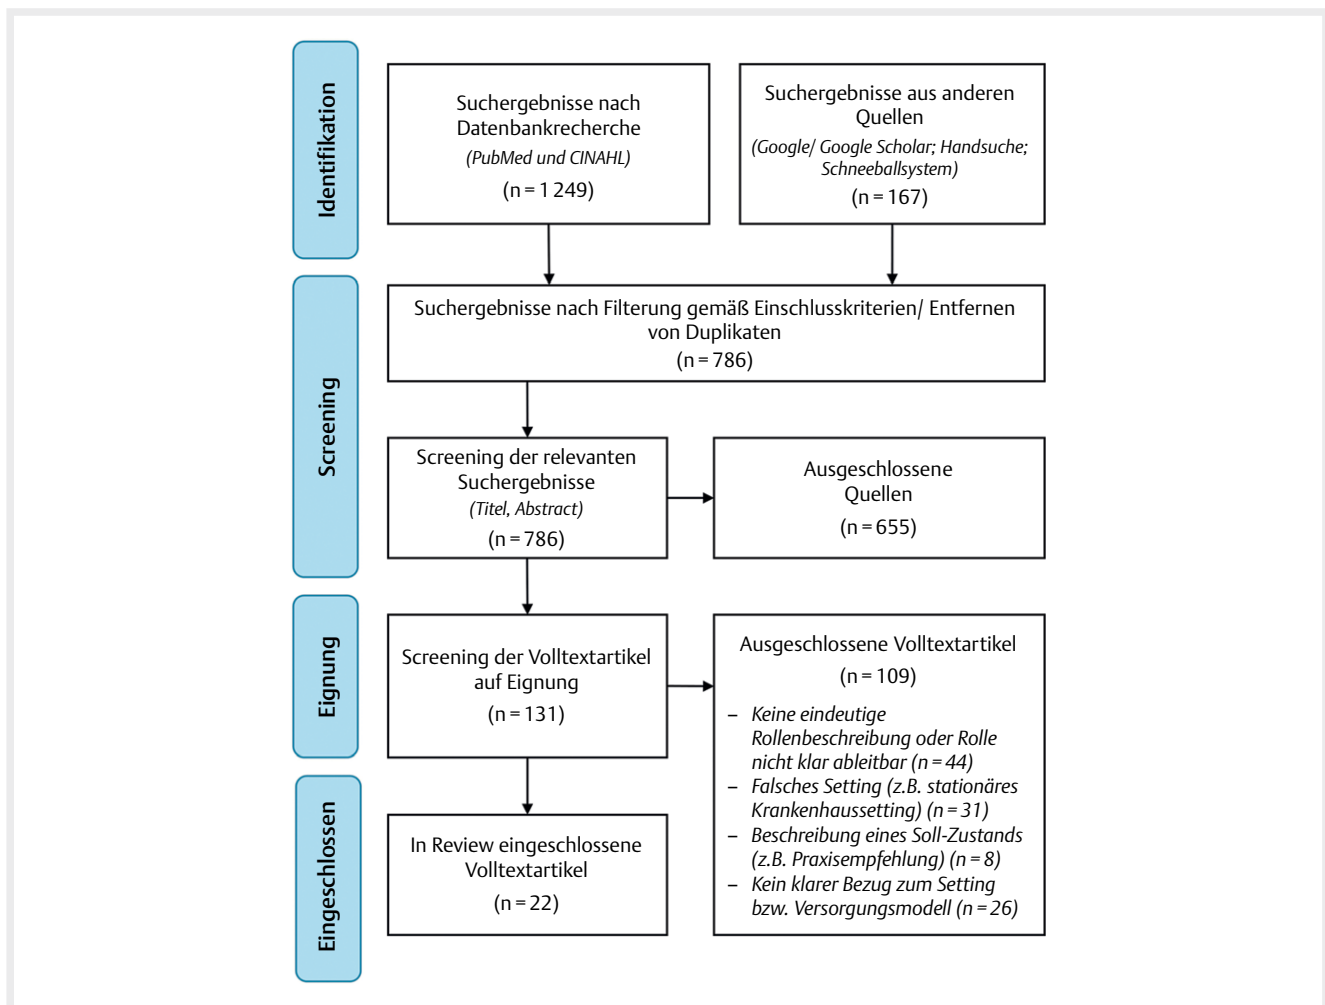 Identifikation
Suchergebnisse nach
Datenbankrecherche
(PubMed und CINAHL)
(n = 1 249)
Suchergebnisse aus anderen
Quellen
(Google/ Google Scholar; Handsuche;
Schneeballsystem)
(n = 167)
Screening
Suchergebnisse nach Filterung gemäß Einschlusskriterien/ Entfernen
von Duplikaten
(n = 786)
Screening der relevanten
Suchergebnisse
(Titel, Abstract)
(n = 786)
Ausgeschlossene
Quellen
(n = 655)
Eignung
Screening der Volltextartikel
auf Eignung
(n = 131)
Ausgeschlossene Volltextartikel
(n = 109)
– Keine eindeutige
Rollenbeschreibung oder Rolle
nicht klar ableitbar (n = 44)
– Falsches Setting (z.B. stationäres
Krankenhaussetting) (n = 31)
– Beschreibung eines Soll-Zustands
(z.B. Praxisempfehlung) (n = 8)
– Kein klarer Bezug zum Setting
bzw. Versorgungsmodell (n = 26)
Eingeschlossen
In Review eingeschlossene
Volltextartikel
(n = 22)